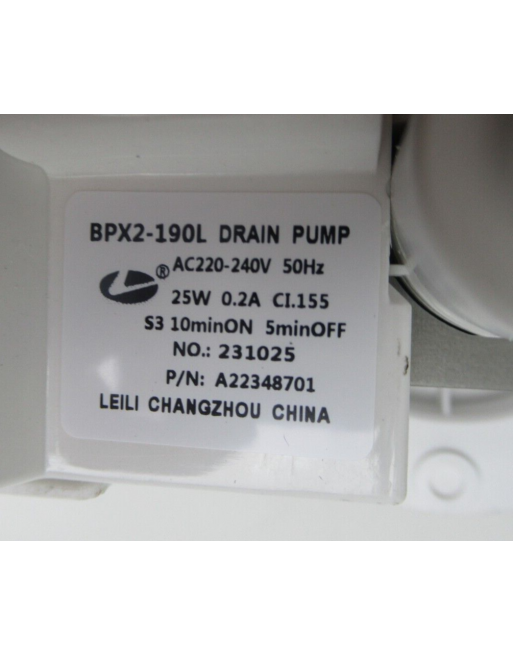 BPX2-190L DRAIN PUMP
® AC220-240V 50Hz
25W 0.2A CI.155
S3 10minON 5minOFF
NO.: 231025
P/N: A22348701
LEILI CHANGZHOU CHINA